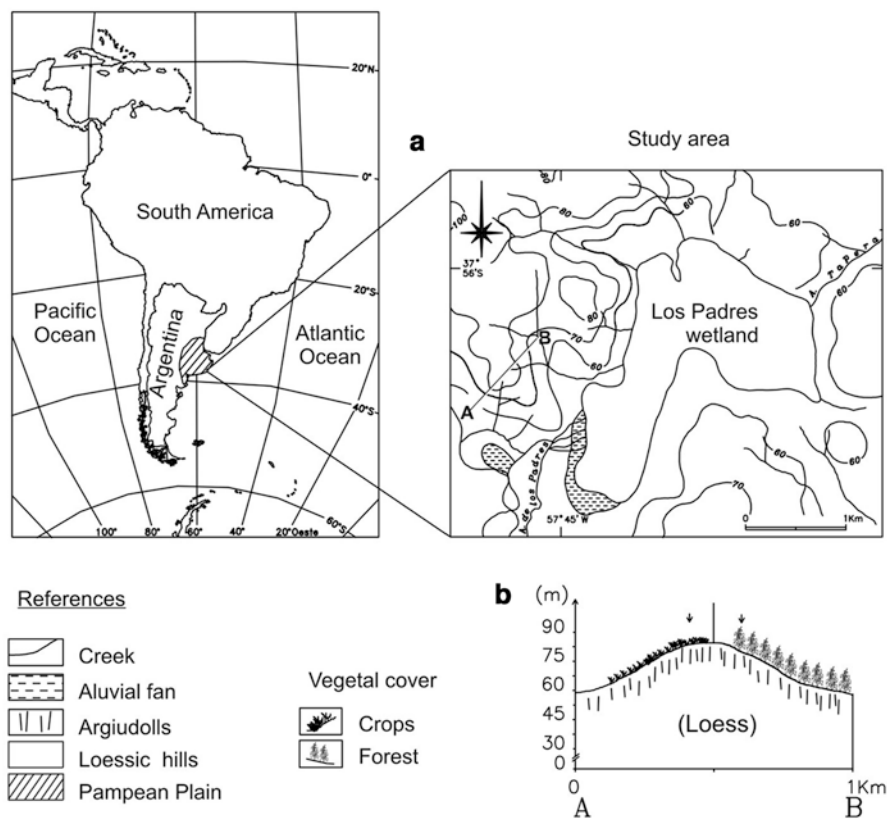 20°N
0°
South America
20°S
Pacific
Ocean
Argentina
Atlantic
Ocean
40°S
60°S
100°
80°
60°
40°
20°Oeste
a
Study area
80
60
100
80
60
37°
56'S
A. Tapera
60
80
Los Padres
wetland
B
70
60
A
A. de Los Padres
60
70
57°45' W
0
1Km
References
Creek
Aluvial fan
Argiudolls
Loessic hills
Pampean Plain
Vegetal cover
Crops
Forest
b
(m)
90
75
60
45
30
0
(Loess)
0
1Km
A
B